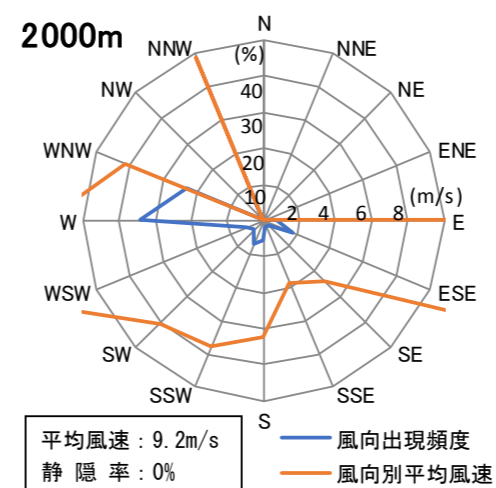 2000m
N
NNW
(%)
NNE
NW
40
NE
30
WNW
20
ENE
10
(m/s)
2 4 6 8
W
E
WSW
ESE
SW
SE
SSW
SSE
S
平均風速：9.2m/s
静 隠 率：0%
風向出現頻度
風向別平均風速